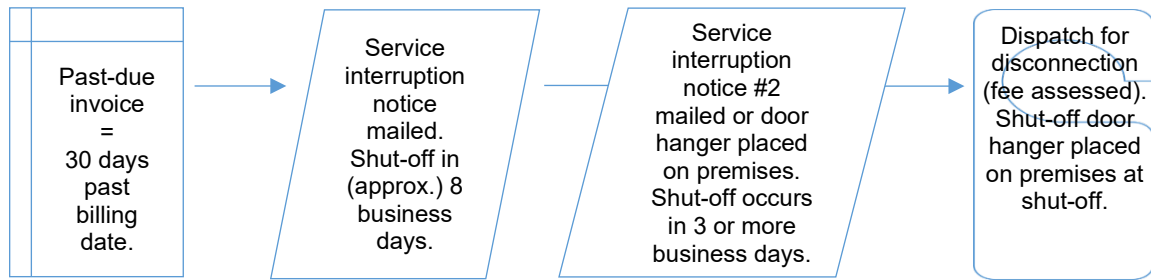 Past-due
invoice
=
30 days
past
billing
date.
Service
interruption
notice
mailed.
Shut-off in
(approx.) 8
business
days.
Service
interruption
notice #2
mailed or door
hanger placed
on premises.
Shut-off occurs
in 3 or more
business days.
Dispatch for
disconnection
(fee assessed).
Shut-off door
hanger placed
on premises at
shut-off.